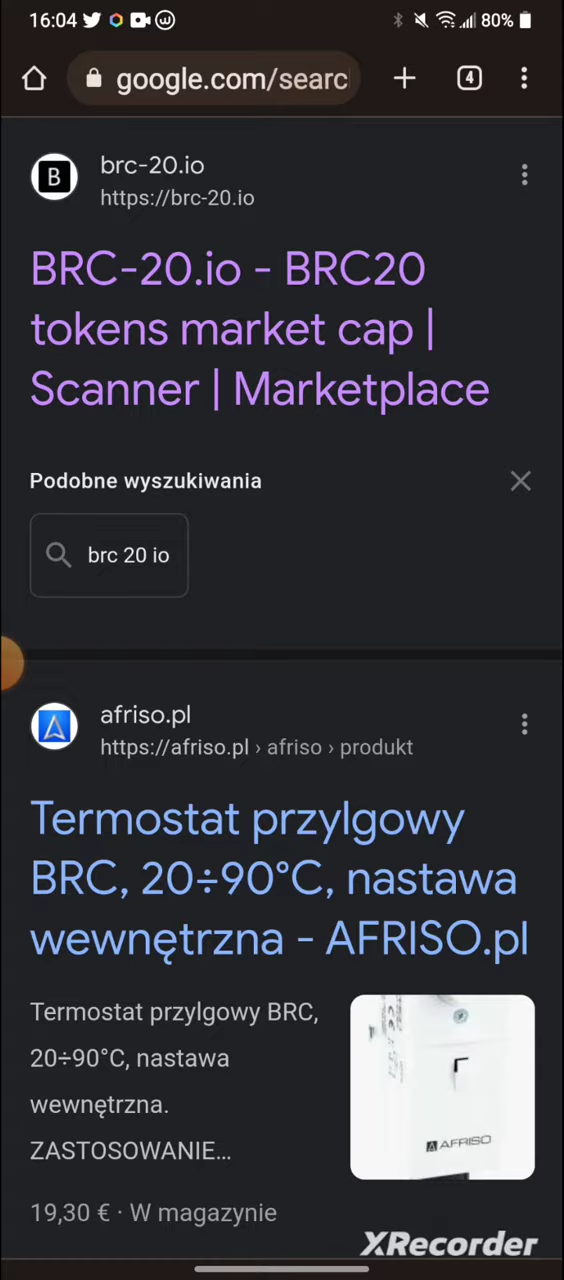 16:04 80%
google.com/searc 4
B brc-20.io
https://brc-20.io
BRC-20.io - BRC20
tokens market cap |
Scanner | Marketplace
Podobne wyszukiwania
brc 20 io
afriso.pl
https://afriso.pl › afriso › produkt
Termostat przylgowy
BRC, 20÷90°C, nastawa
wewnętrzna - AFRISO.pl
Termostat przylgowy BRC,
20÷90°C, nastawa
wewnętrzna.
ZASTOSOWANIE...
AFRISO
19,30 € · W magazynie
XRecorder